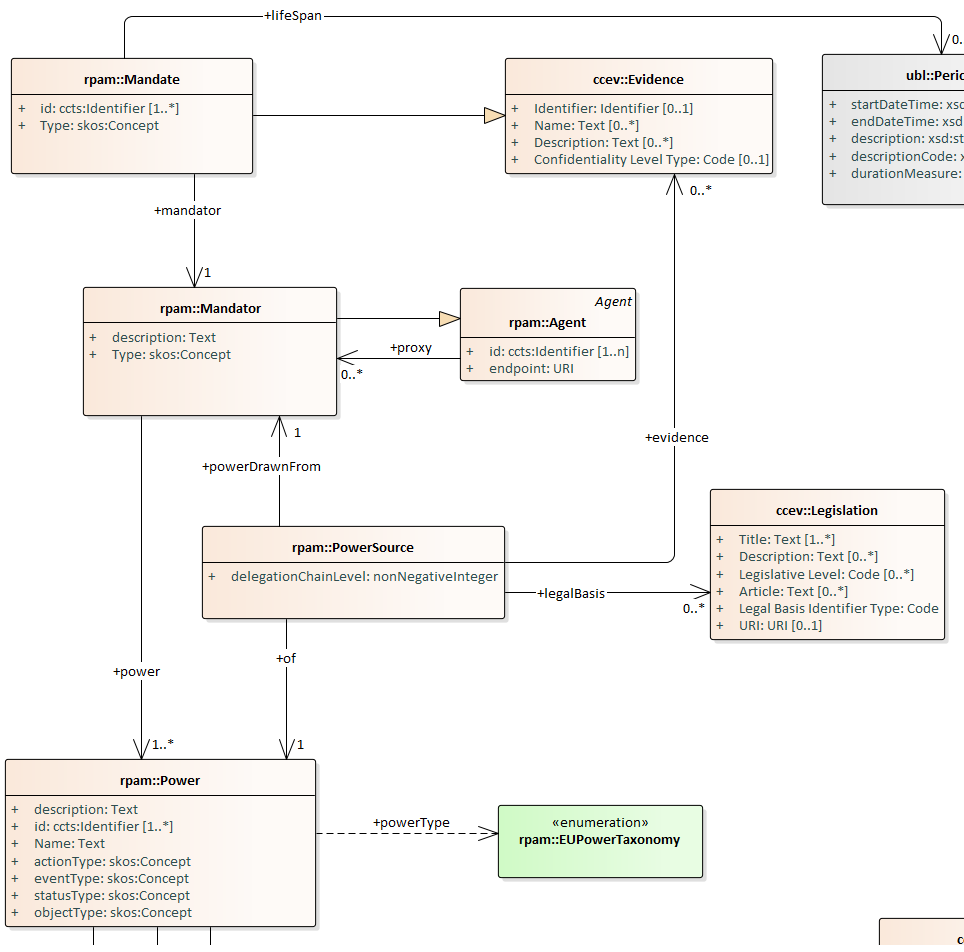 +lifeSpan
0..
rpam::Mandate
+ id: ccts:Identifier [1..*]
+ Type: skos:Concept
ccev::Evidence
+ Identifier: Identifier [0..1]
+ Name: Text [0..*]
+ Description: Text [0..*]
+ Confidentiality Level Type: Code [0..1]
ubl::Peri
+ startDateTime: xs
+ endDateTime: xsd
+ description: xsd:st
+ descriptionCode:
+ durationMeasure:
0..*
+mandator
1
rpam::Mandator
+ description: Text
+ Type: skos:Concept
Agent
rpam::Agent
+ id: ccts:Identifier [1..n]
+ endpoint: URI
+proxy
0..*
1
+powerDrawnFrom
+evidence
rpam::PowerSource
+ delegationChainLevel: nonNegativeInteger
ccev::Legislation
+ Title: Text [1..*]
+ Description: Text [0..*]
+ Legislative Level: Code [0..*]
+ Article: Text [0..*]
+ Legal Basis Identifier Type: Code
+ URI: URI [0..1]
+legalBasis
0..*
+of
+power
1..*
1
rpam::Power
+ description: Text
+ id: ccts:Identifier [1..*]
+ Name: Text
+ actionType: skos:Concept
+ eventType: skos:Concept
+ statusType: skos:Concept
+ objectType: skos:Concept
+powerType
«enumeration»
rpam::EUPowerTaxonomy